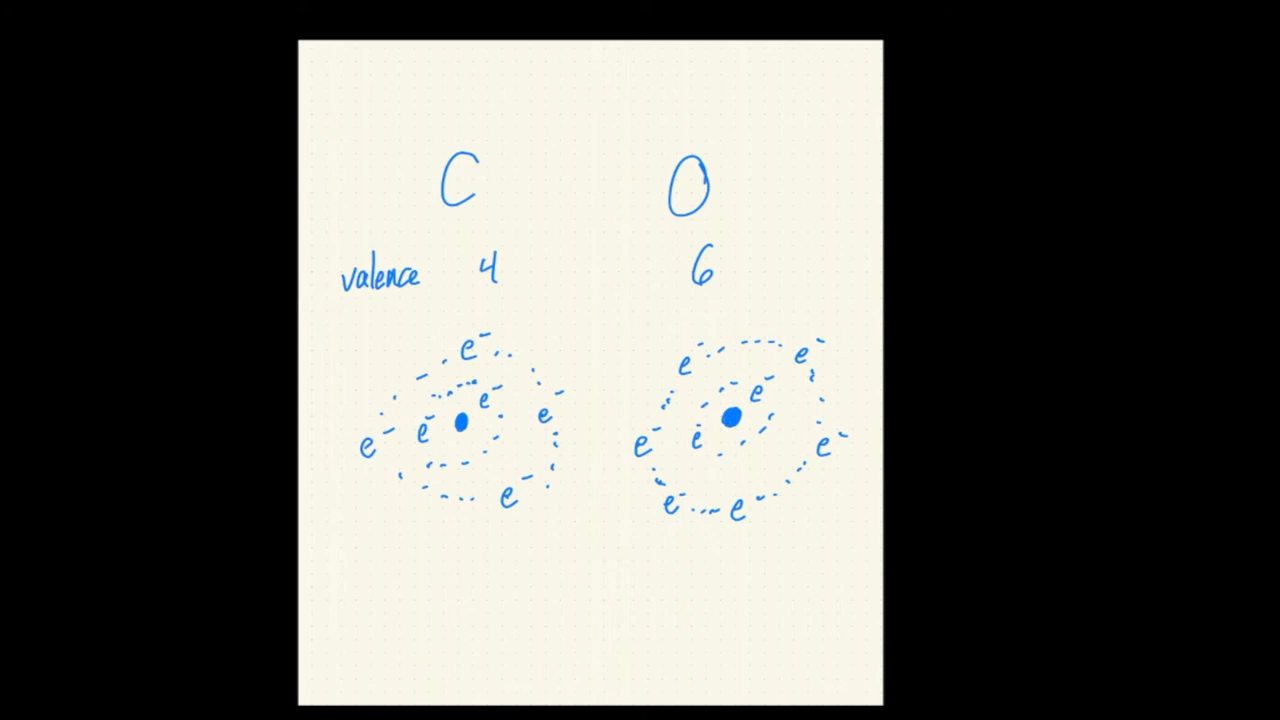 C O
valence 4 6
e⁻ e⁻ e⁻
e⁻ e⁻
e⁻ e⁻
e⁻ e⁻ e⁻ e⁻ e⁻
e⁻ e⁻ e⁻